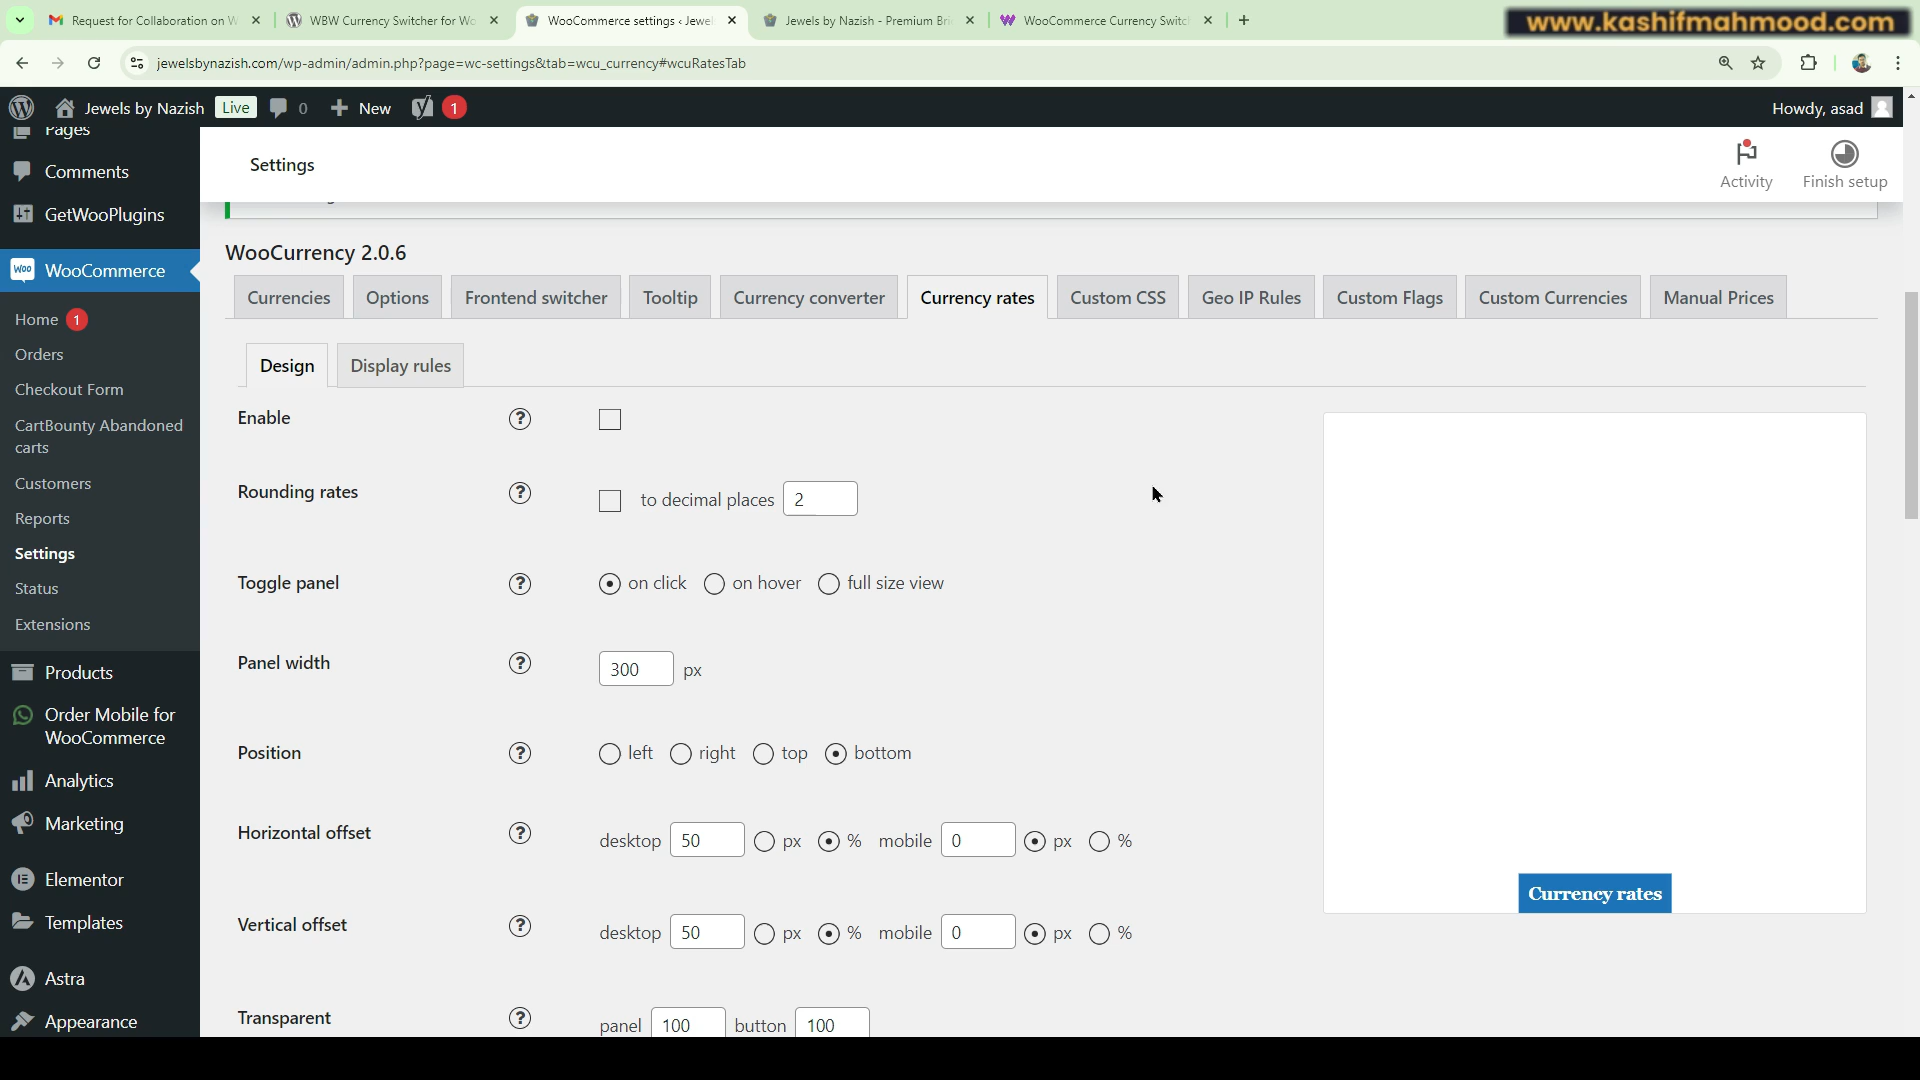 Request for Collaboration on W
WBW Currency Switcher for Wo
WooCommerce settings ‹ Jewel
Jewels by Nazish - Premium Bri
WooCommerce Currency Switc
www.kashifmahmood.com
jewelsbynazish.com/wp-admin/admin.php?page=wc-settings&tab=wcu_currency#wcuRatesTab
Jewels by Nazish Live 0 New 1
Howdy, asad
Pages
Comments
GetWooPlugins
WooCommerce
Home 1
Orders
Checkout Form
CartBounty Abandoned
carts
Customers
Reports
Settings
Status
Extensions
Products
Order Mobile for
WooCommerce
Analytics
Marketing
Elementor
Templates
Astra
Appearance
Settings
Activity
Finish setup
WooCurrency 2.0.6
Currencies Options Frontend switcher Tooltip Currency converter Currency rates Custom CSS Geo IP Rules Custom Flags Custom Currencies Manual Prices
Design Display rules
Enable ?
Rounding rates ? to decimal places 2
Toggle panel ? on click on hover full size view
Panel width ? 300 px
Position ? left right top bottom
Horizontal offset ? desktop 50 px % mobile 0 px %
Vertical offset ? desktop 50 px % mobile 0 px %
Transparent ? panel 100 button 100
Currency rates